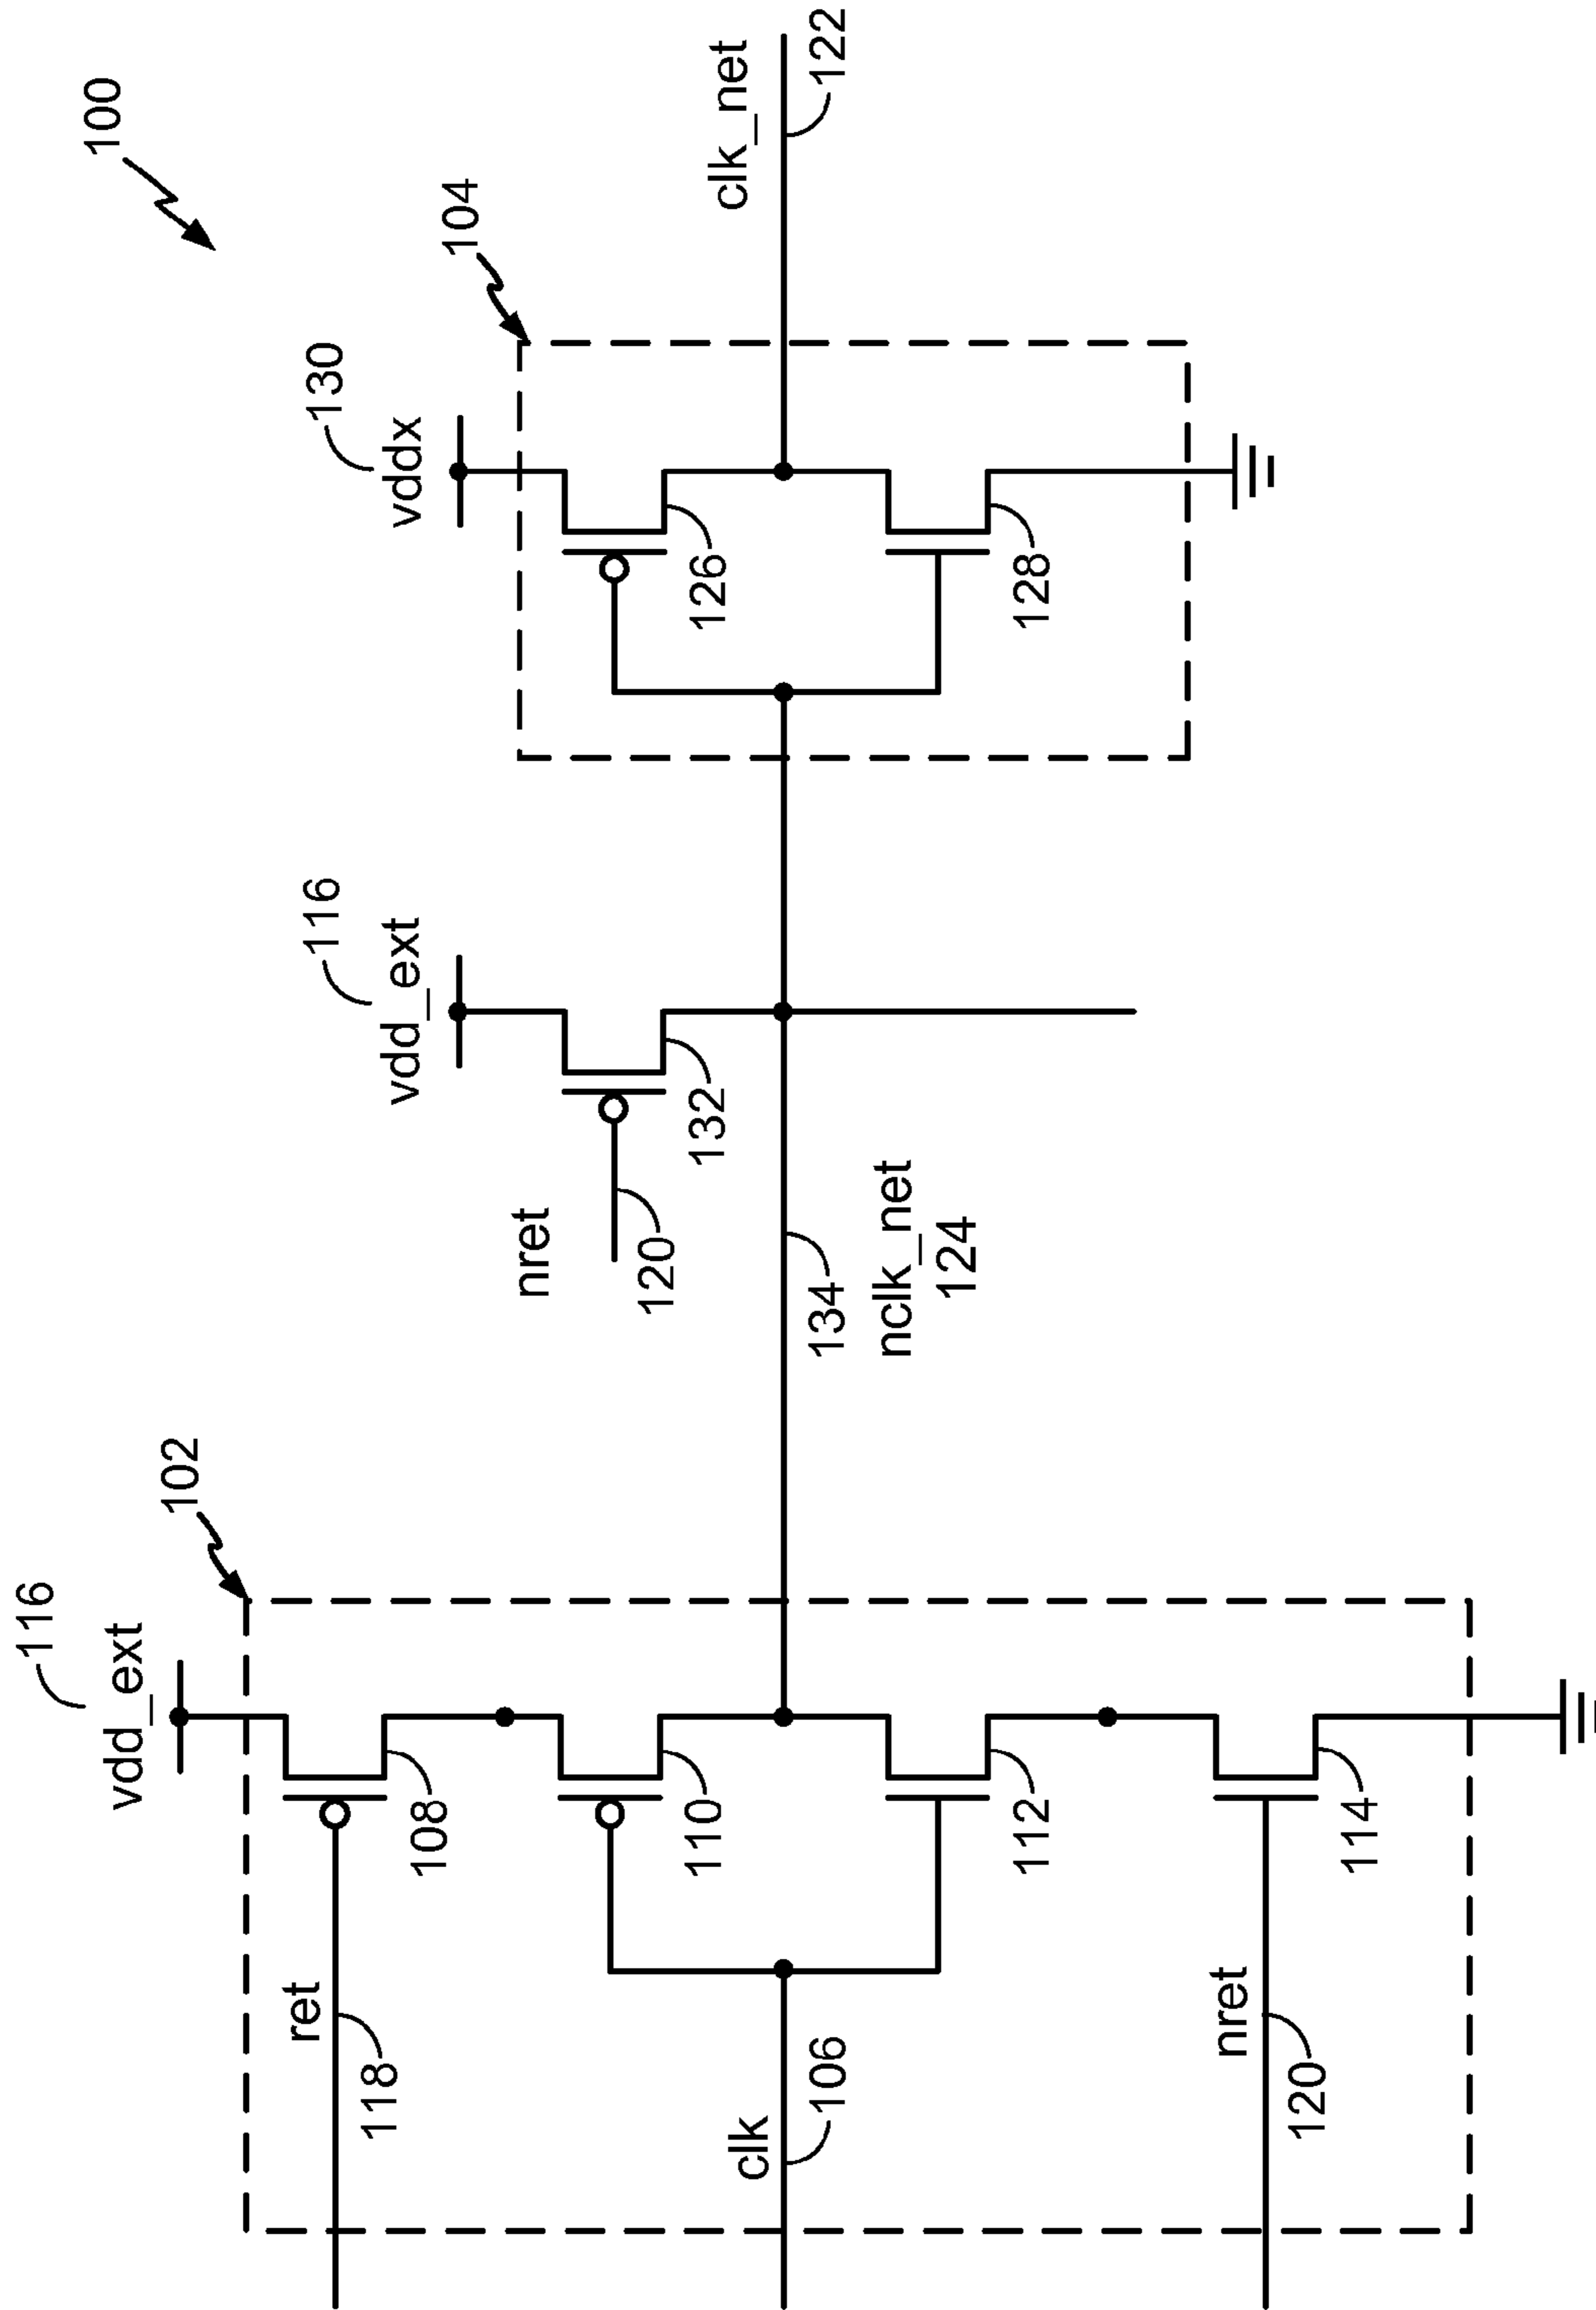 100
102
116
vdd_ext
ret
118
108
110
clk
106
112
nret
120
114
116
vdd_ext
nret
120
132
134
nclk_net
124
104
130
vddx
126
128
clk_net
122